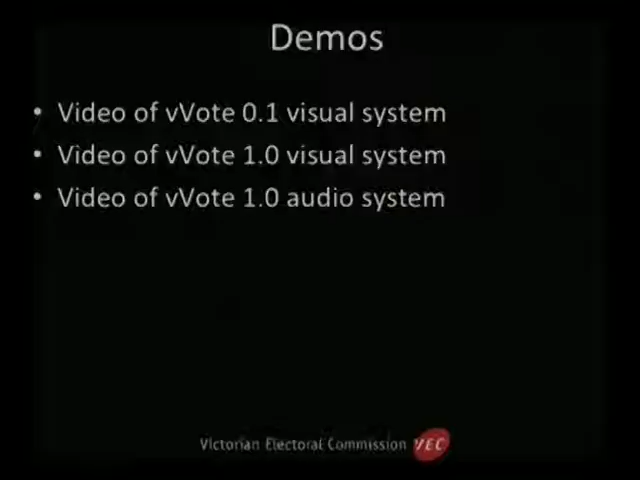 Demos
• Video of vVote 0.1 visual system
• Video of vVote 1.0 visual system
• Video of vVote 1.0 audio system
Victorian Electoral Commission VEC